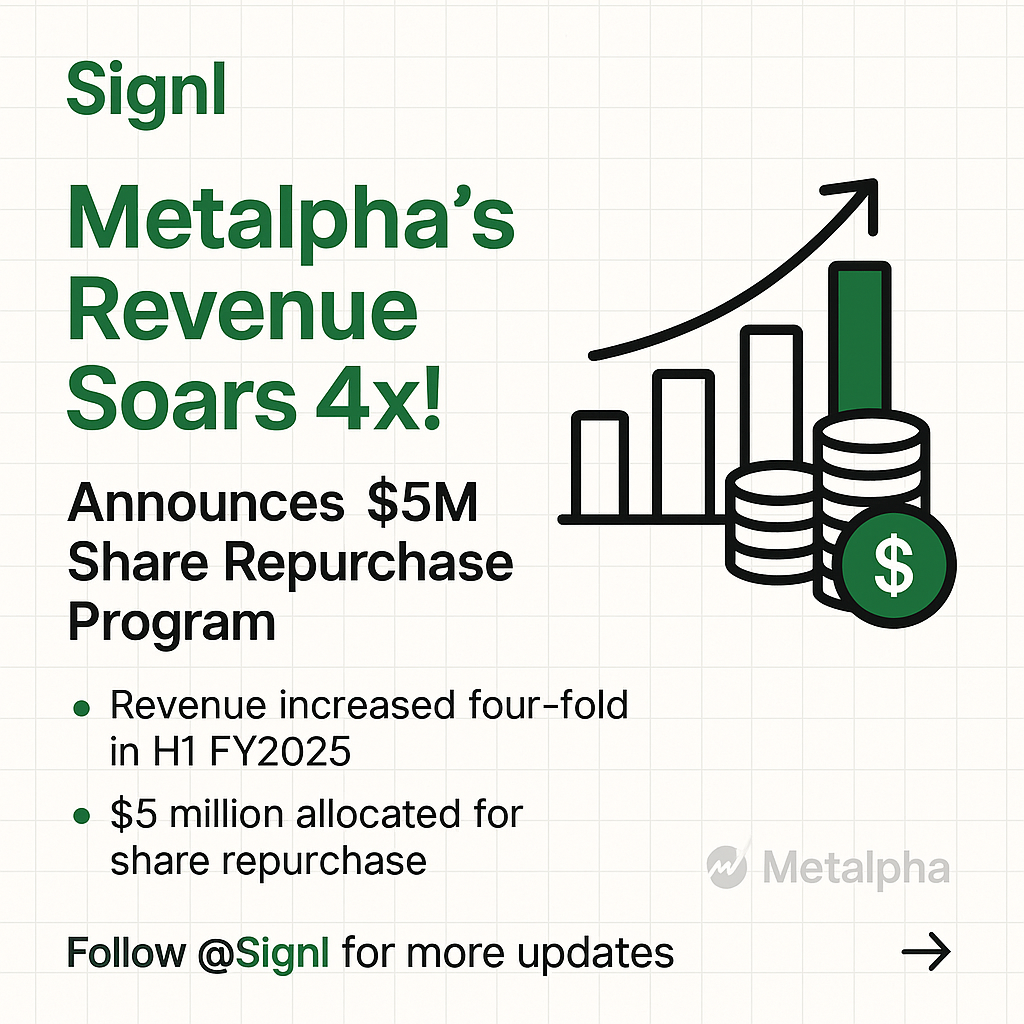 Signl
Metalpha’s
Revenue
Soars 4x!
Announces $5M
Share Repurchase
Program
$
• Revenue increased four-fold
in H1 FY2025
• $5 million allocated for
share repurchase
Metalpha
Follow @Signl for more updates